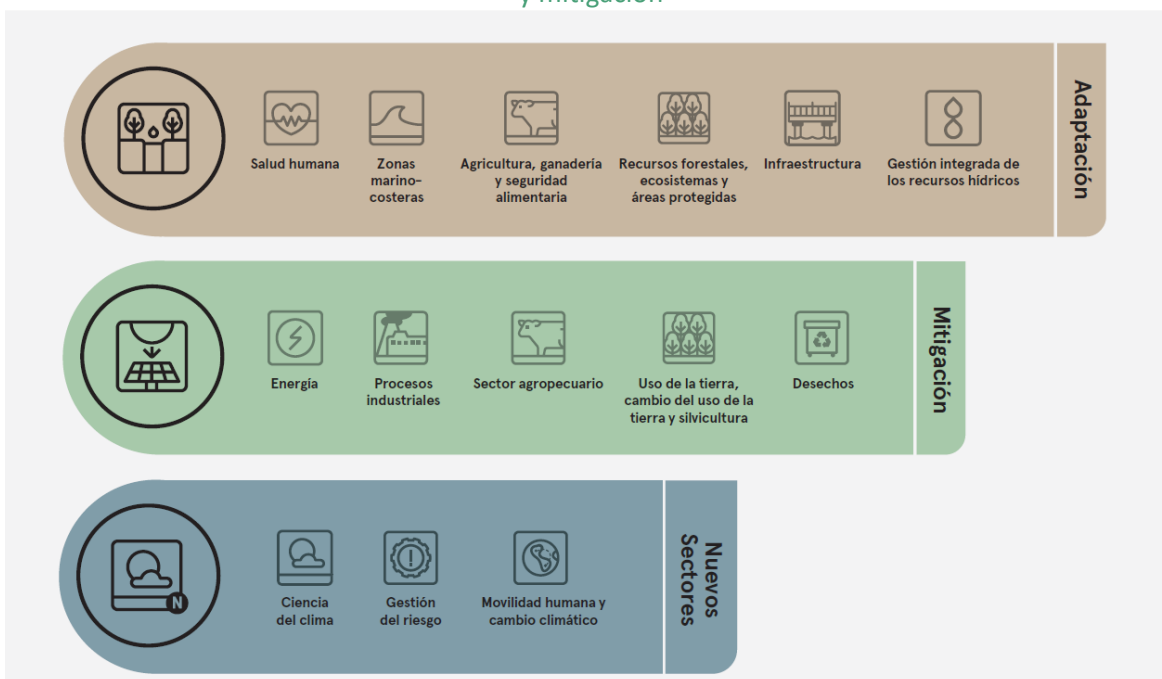 y mitigación
Salud humana
Zonas
marino-
costeras
Agricultura, ganadería
y seguridad
alimentaria
Recursos forestales,
ecosistemas y
áreas protegidas
Infraestructura
Gestión integrada de
los recursos hídricos
Adaptación
Energía
Procesos
industriales
Sector agropecuario
Uso de la tierra,
cambio del uso de la
tierra y silvicultura
Desechos
Mitigación
N
Ciencia
del clima
Gestión
del riesgo
Movilidad humana y
cambio climático
Nuevos
Sectores